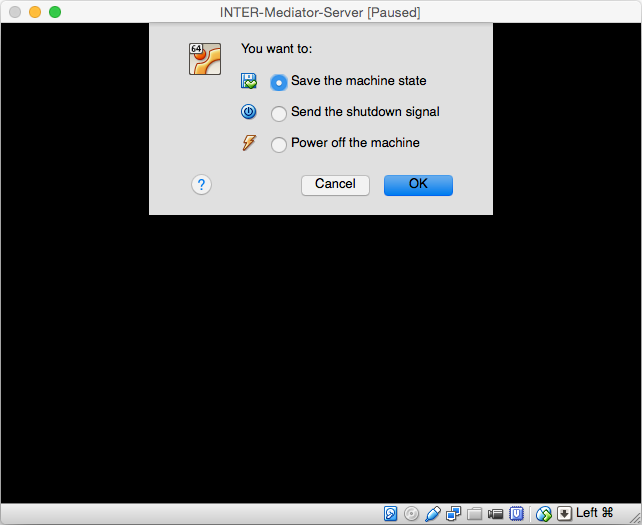 INTER-Mediator-Server [Paused]
64
You want to:
Save the machine state
Send the shutdown signal
Power off the machine
?
Cancel
OK
Left ⌘